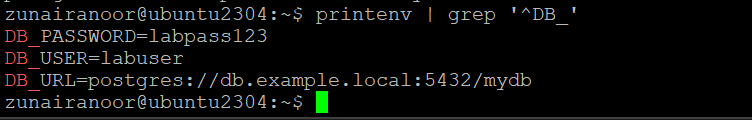 zunairanoor@ubuntu2304:~$ printenv | grep '^DB_'
DB_PASSWORD=labpass123
DB_USER=labuser
DB_URL=postgres://db.example.local:5432/mydb
zunairanoor@ubuntu2304:~$